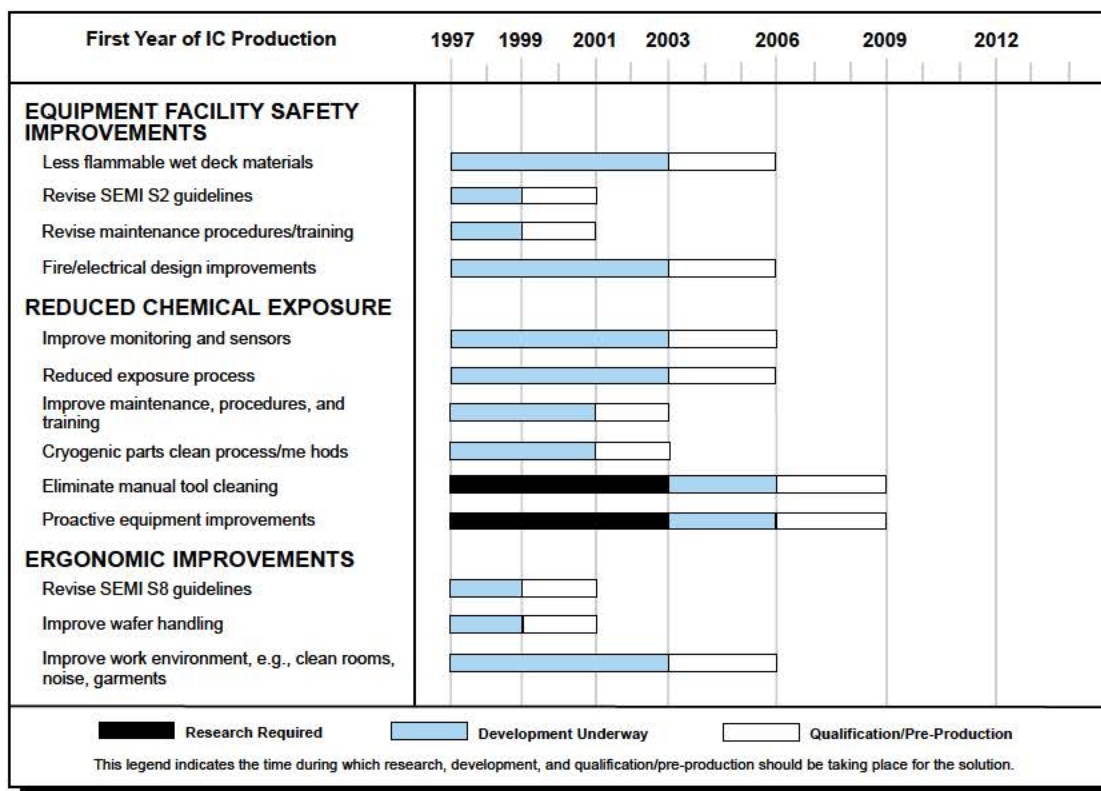 First Year of IC Production 1997 1999 2001 2003 2006 2009 2012
EQUIPMENT FACILITY SAFETY
IMPROVEMENTS
Less flammable wet deck materials
Revise SEMI S2 guidelines
Revise maintenance procedures/training
Fire/electrical design improvements
REDUCED CHEMICAL EXPOSURE
Improve monitoring and sensors
Reduced exposure process
Improve maintenance, procedures, and
training
Cryogenic parts clean process/me hods
Eliminate manual tool cleaning
Proactive equipment improvements
ERGONOMIC IMPROVEMENTS
Revise SEMI S8 guidelines
Improve wafer handling
Improve work environment, e.g., clean rooms,
noise, garments
Research Required Development Underway Qualification/Pre-Production
This legend indicates the time during which research, development, and qualification/pre-production should be taking place for the solution.